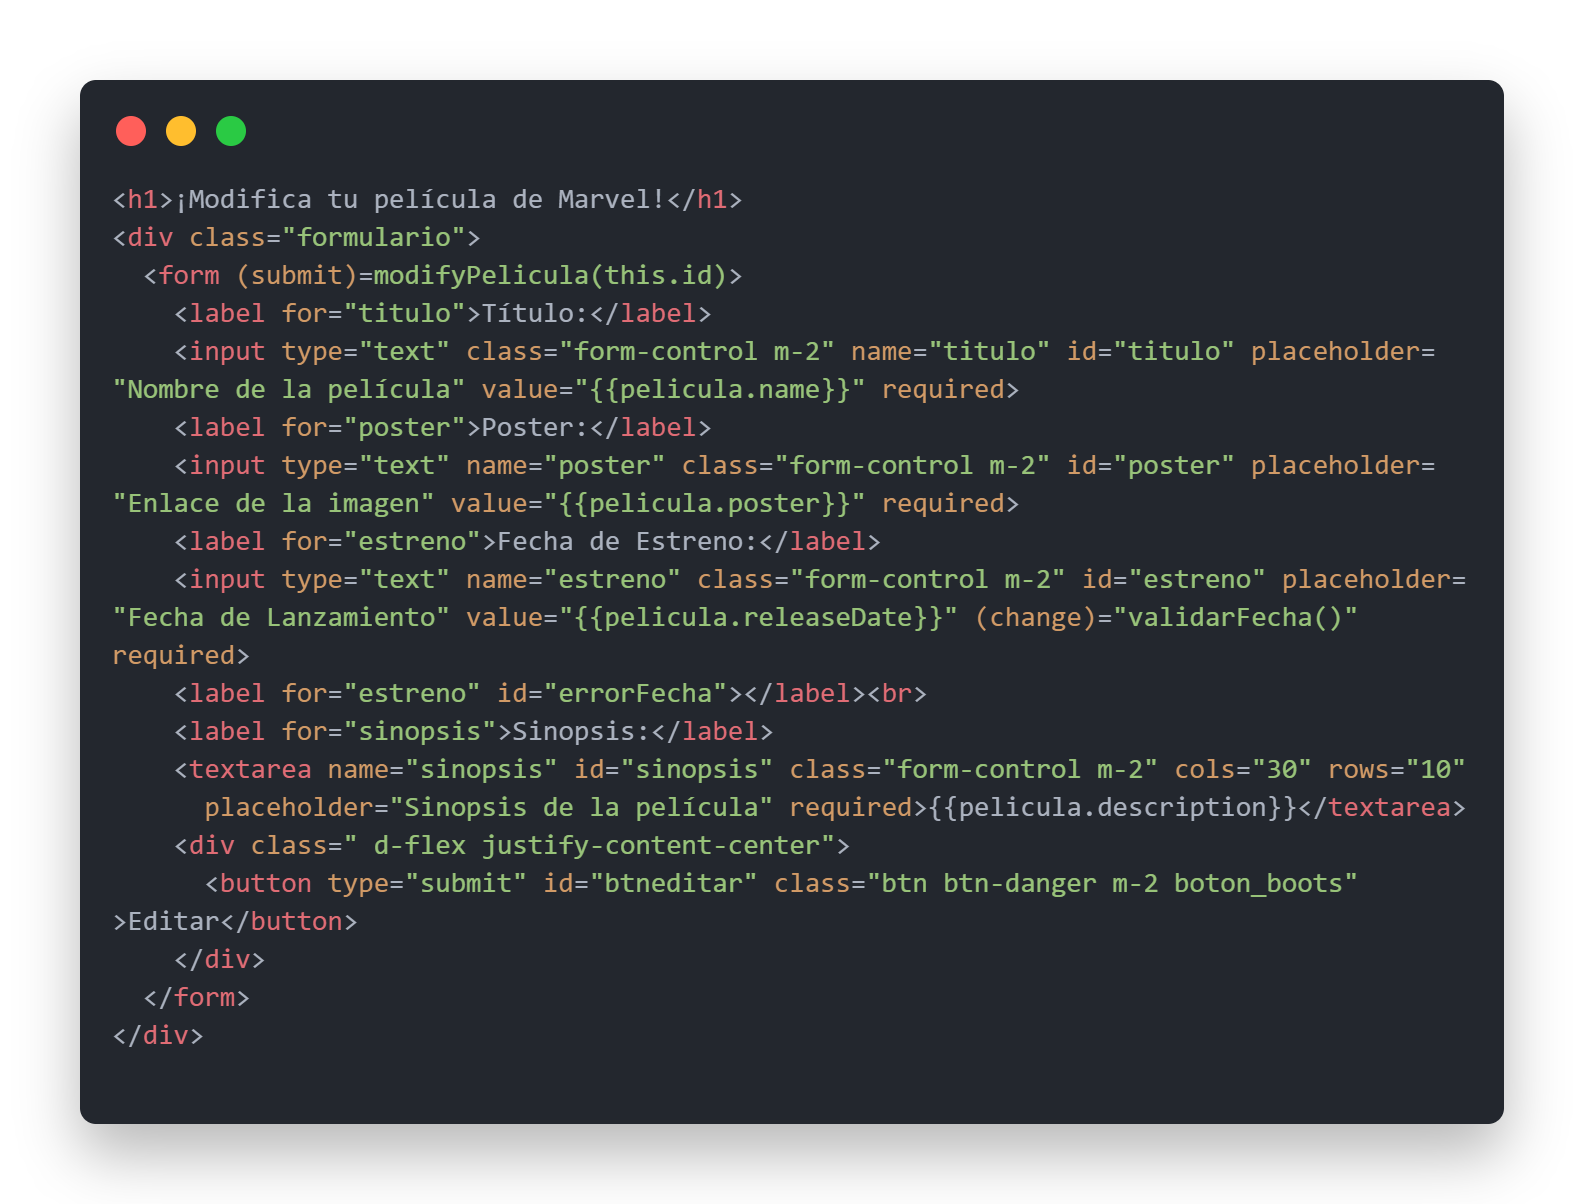 <h1>¡Modifica tu película de Marvel!</h1>
<div class="formulario">
  <form (submit)=modifyPelicula(this.id)>
    <label for="titulo">Título:</label>
    <input type="text" class="form-control m-2" name="titulo" id="titulo" placeholder=
"Nombre de la película" value="{{pelicula.name}}" required>
    <label for="poster">Poster:</label>
    <input type="text" name="poster" class="form-control m-2" id="poster" placeholder=
"Enlace de la imagen" value="{{pelicula.poster}}" required>
    <label for="estreno">Fecha de Estreno:</label>
    <input type="text" name="estreno" class="form-control m-2" id="estreno" placeholder=
"Fecha de Lanzamiento" value="{{pelicula.releaseDate}}" (change)="validarFecha()"
required>
    <label for="estreno" id="errorFecha"></label><br>
    <label for="sinopsis">Sinopsis:</label>
    <textarea name="sinopsis" id="sinopsis" class="form-control m-2" cols="30" rows="10"
      placeholder="Sinopsis de la película" required>{{pelicula.description}}</textarea>
    <div class=" d-flex justify-content-center">
      <button type="submit" id="btneditar" class="btn btn-danger m-2 boton_boots"
>Editar</button>
    </div>
  </form>
</div>